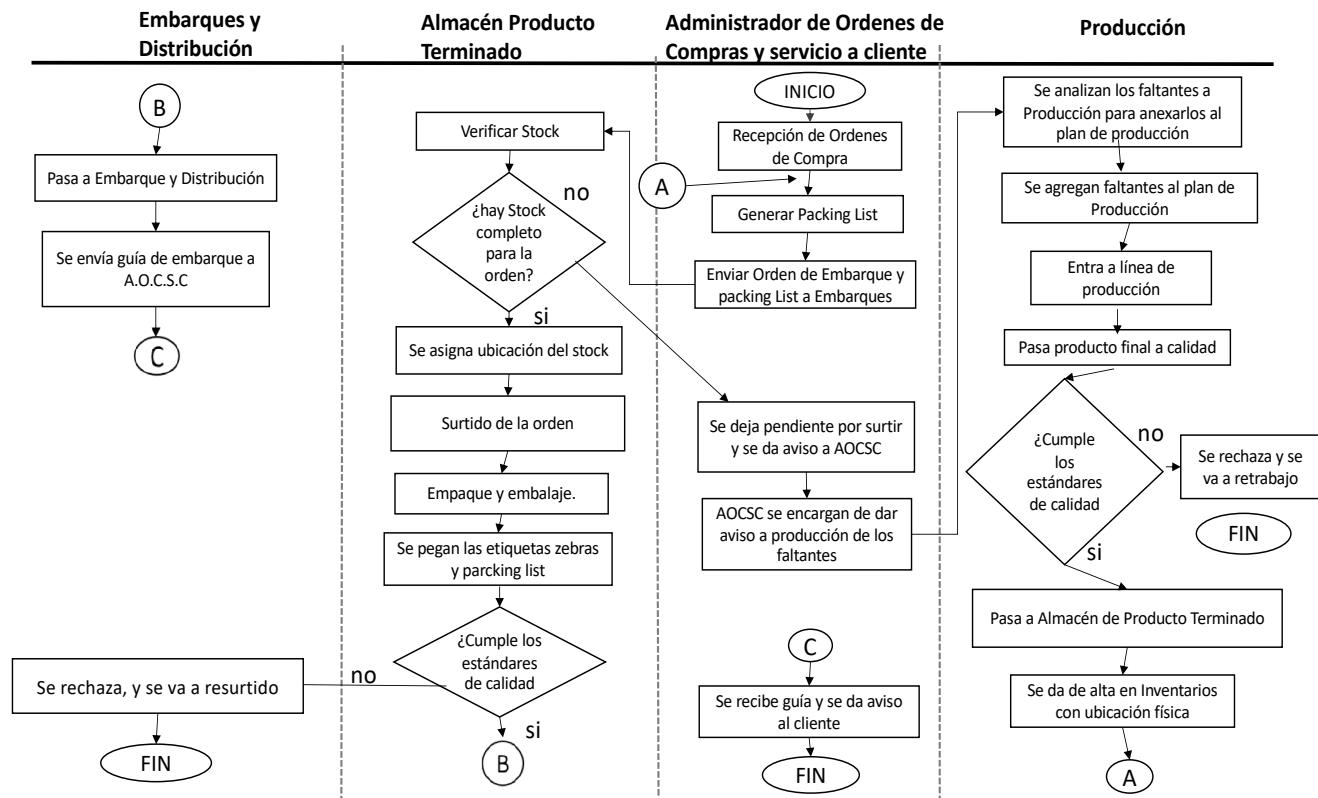 Embarques y
Distribución
B
Pasa a Embarque y Distribución
Se envía guía de embarque a
A.O.C.S.C
C
Se rechaza, y se va a resurtido
FIN
Almacén Producto
Terminado
Verificar Stock
no
¿hay Stock
completo
para la
orden?
si
Se asigna ubicación del stock
Surtido de la orden
Empaque y embalaje.
Se pegan las etiquetas zebras
y parcking list
¿Cumple los
estándares
de calidad
no
si
B
Administrador de Ordenes de
Compras y servicio a cliente
INICIO
Recepción de Ordenes
de Compra
A
Generar Packing List
Enviar Orden de Embarque y
packing List a Embarques
Se deja pendiente por surtir
y se da aviso a AOCSC
AOCSC se encargan de dar
aviso a producción de los
faltantes
C
Se recibe guía y se da aviso
al cliente
FIN
Producción
Se analizan los faltantes a
Producción para anexarlos al
plan de producción
Se agregan faltantes al plan de
Producción
Entra a línea de
producción
Pasa producto final a calidad
¿Cumple
los
estándares
de calidad
no
Se rechaza y se
va a retrabajo
FIN
si
Pasa a Almacén de Producto Terminado
Se da de alta en Inventarios
con ubicación física
A